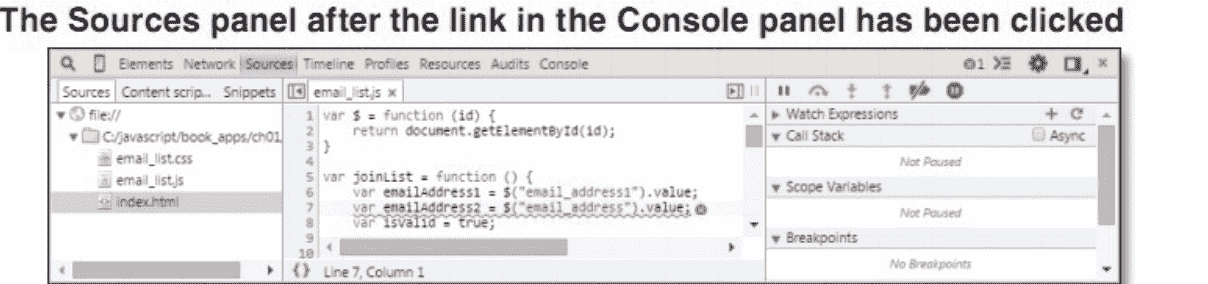 The Sources panel after the link in the Console panel has been clicked
Elements Network Sources Timeline Profiles Resources Audits Console 1
Sources Content scrip... Snippets email_list.js ×
file://
C:/javascript/book_apps/ch01
email_list.css
email_list.js
index.html
1 var $ = function (id) {
2 return document.getElementById(id);
3 }
4
5 var joinList = function () {
6 var emailAddress1 = $("email_address1").value;
7 var emailAddress2 = $("email_address").value;
8 var isValid = true;
9
10
{} Line 7, Column 1
Watch Expressions
Call Stack Async
Not Paused
Scope Variables
Not Paused
Breakpoints
No Breakpoints